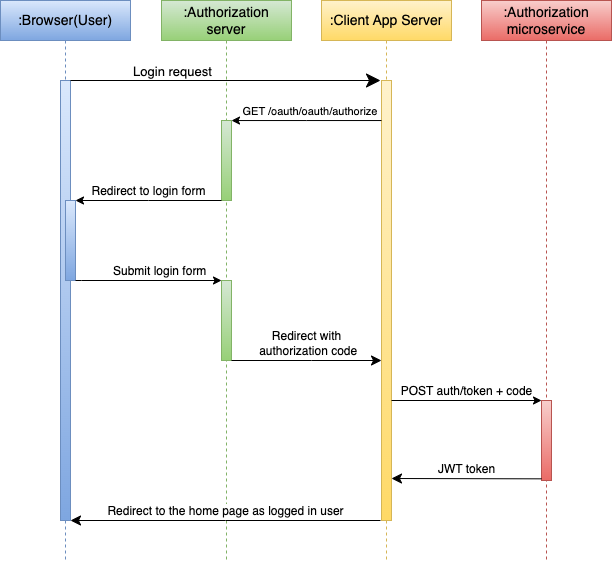 :Browser(User)
:Authorization
server
:Client App Server
:Authorization
microservice
Login request
GET /oauth/oauth/authorize
Redirect to login form
Submit login form
Redirect with
authorization code
POST auth/token + code
JWT token
Redirect to the home page as logged in user